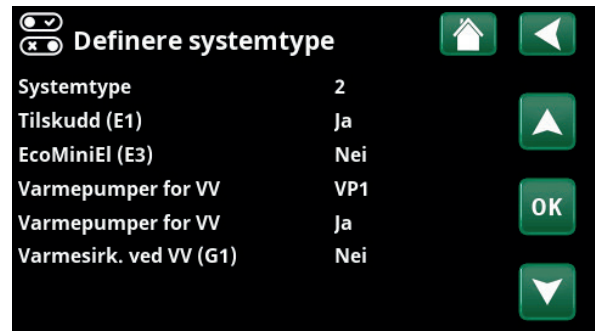 Definere systemtype
Systemtype 2
Tilskudd (E1) Ja
EcoMiniEl (E3) Nei
Varmepumper for VV VP1
Varmepumper for VV Ja
Varmesirk. ved VV (G1) Nei
OK